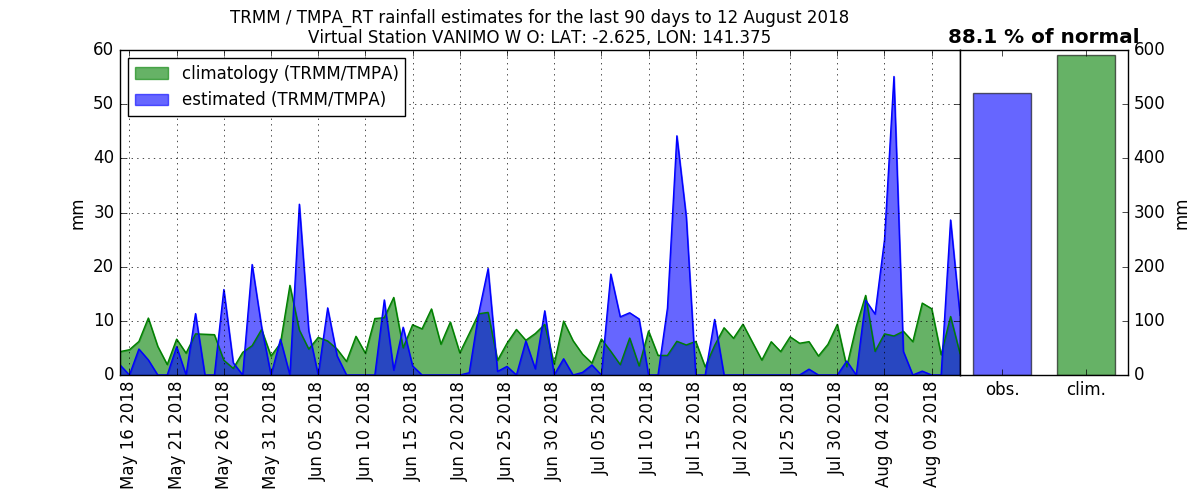 TRMM / TMPA_RT rainfall estimates for the last 90 days to 12 August 2018
Virtual Station VANIMO W O: LAT: -2.625, LON: 141.375
88.1 % of normal
climatology (TRMM/TMPA)
estimated (TRMM/TMPA)
60
50
40
30
20
10
0
mm
May 16 2018
May 21 2018
May 26 2018
May 31 2018
Jun 05 2018
Jun 10 2018
Jun 15 2018
Jun 20 2018
Jun 25 2018
Jun 30 2018
Jul 05 2018
Jul 10 2018
Jul 15 2018
Jul 20 2018
Jul 25 2018
Jul 30 2018
Aug 04 2018
Aug 09 2018
obs.
clim.
600
500
400
300
200
100
0
mm